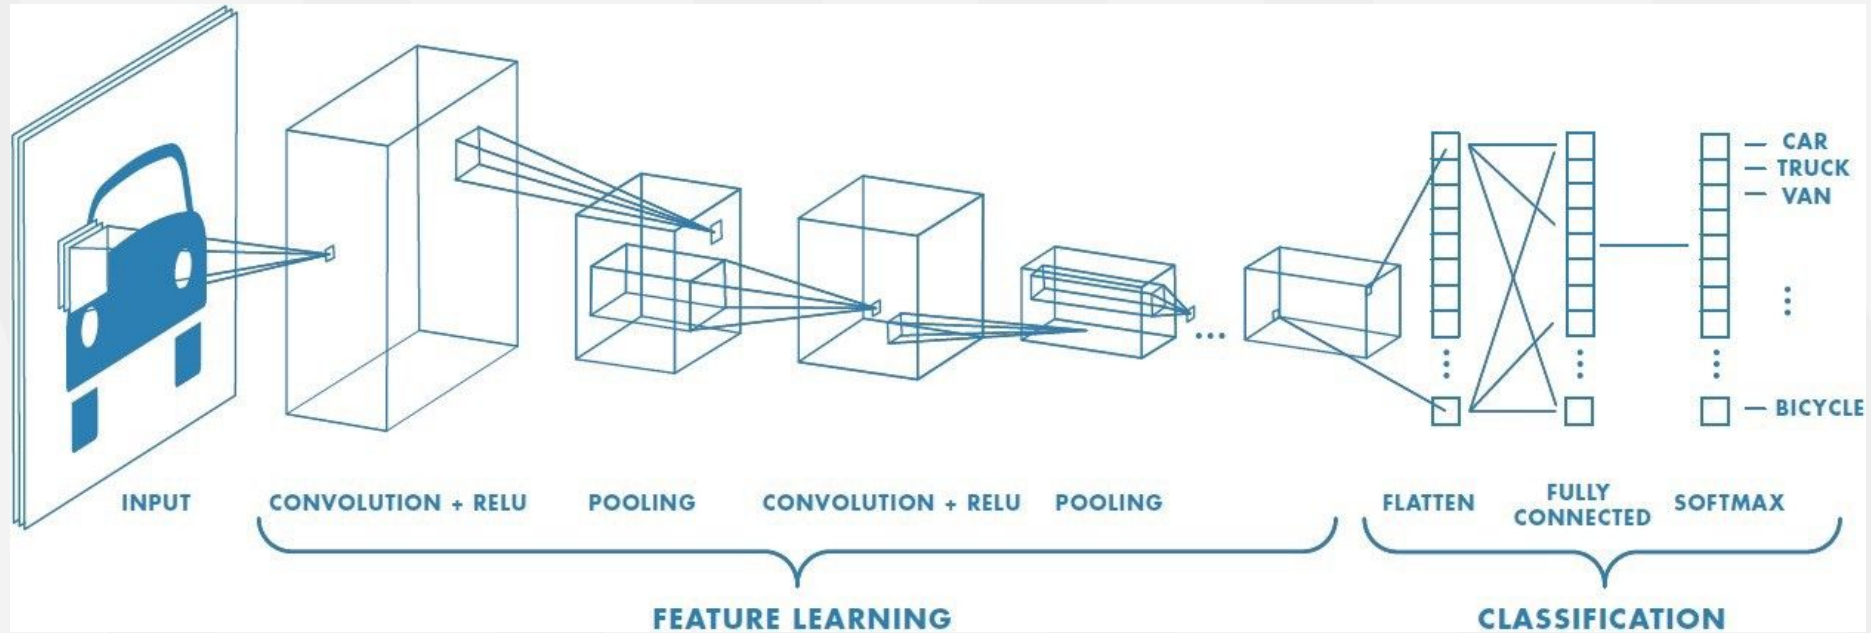 CAR
TRUCK
VAN
BICYCLE
INPUT
CONVOLUTION + RELU
POOLING
CONVOLUTION + RELU
POOLING
FLATTEN
FULLY
CONNECTED
SOFTMAX
FEATURE LEARNING
CLASSIFICATION